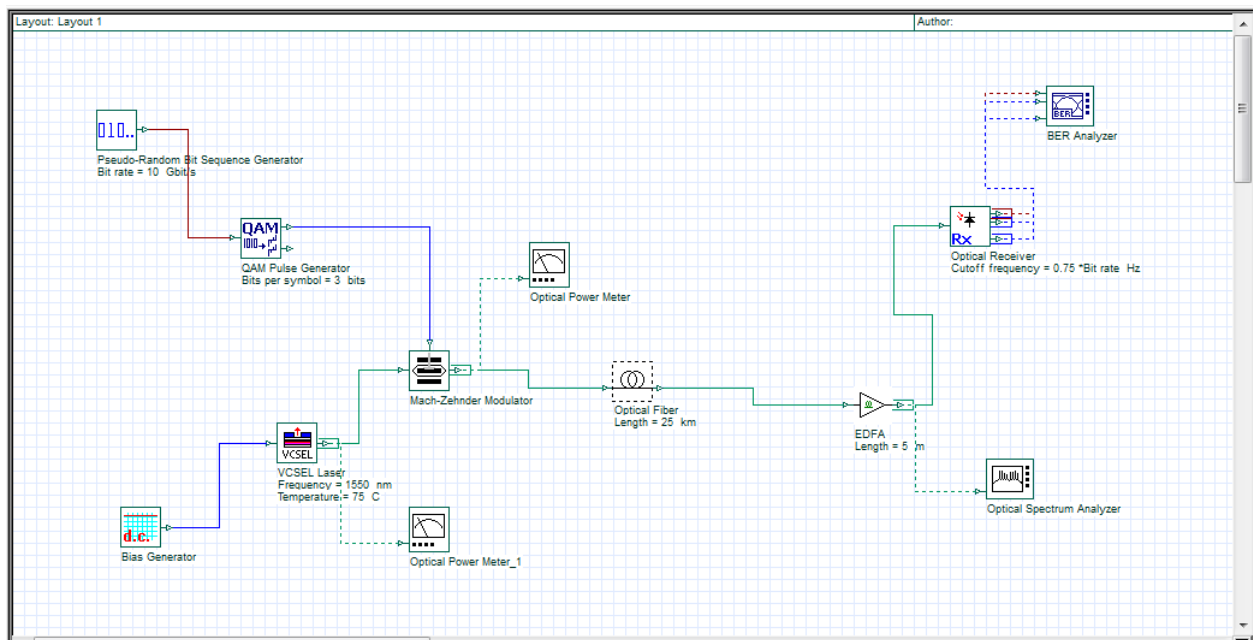 Layout: Layout 1
Author:
010..
Pseudo-Random Bit Sequence Generator
Bit rate = 10 Gbit/s
QAM
1010
QAM Pulse Generator
Bits per symbol = 3 bits
Optical Power Meter
BER
BER Analyzer
Rx
Optical Receiver
Cutoff frequency = 0.75 *Bit rate Hz
Mach-Zehnder Modulator
Optical Fiber
Length = 25 km
EDFA
Length = 5 m
VCSEL
VCSEL Laser
Frequency = 1550 nm
Temperature = 75 C
Optical Spectrum Analyzer
d.c.
Bias Generator
Optical Power Meter_1